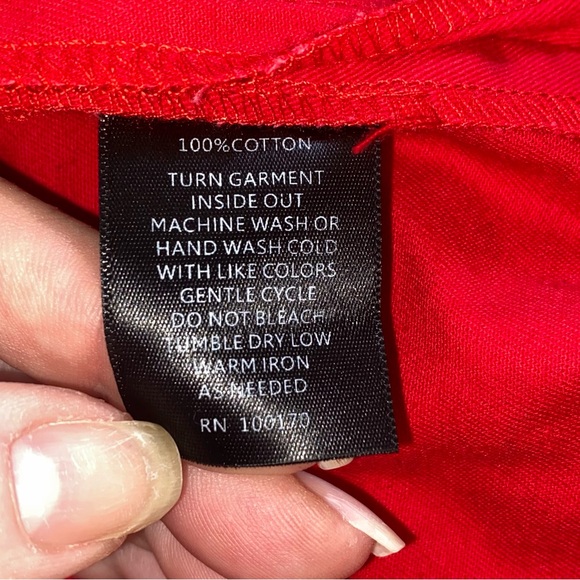 100%COTTON
TURN GARMENT
INSIDE OUT
MACHINE WASH OR
HAND WASH COLD
WITH LIKE COLORS
GENTLE CYCLE
DO NOT BLEACH
TUMBLE DRY LOW
WARM IRON
AS NEEDED
RN 100170